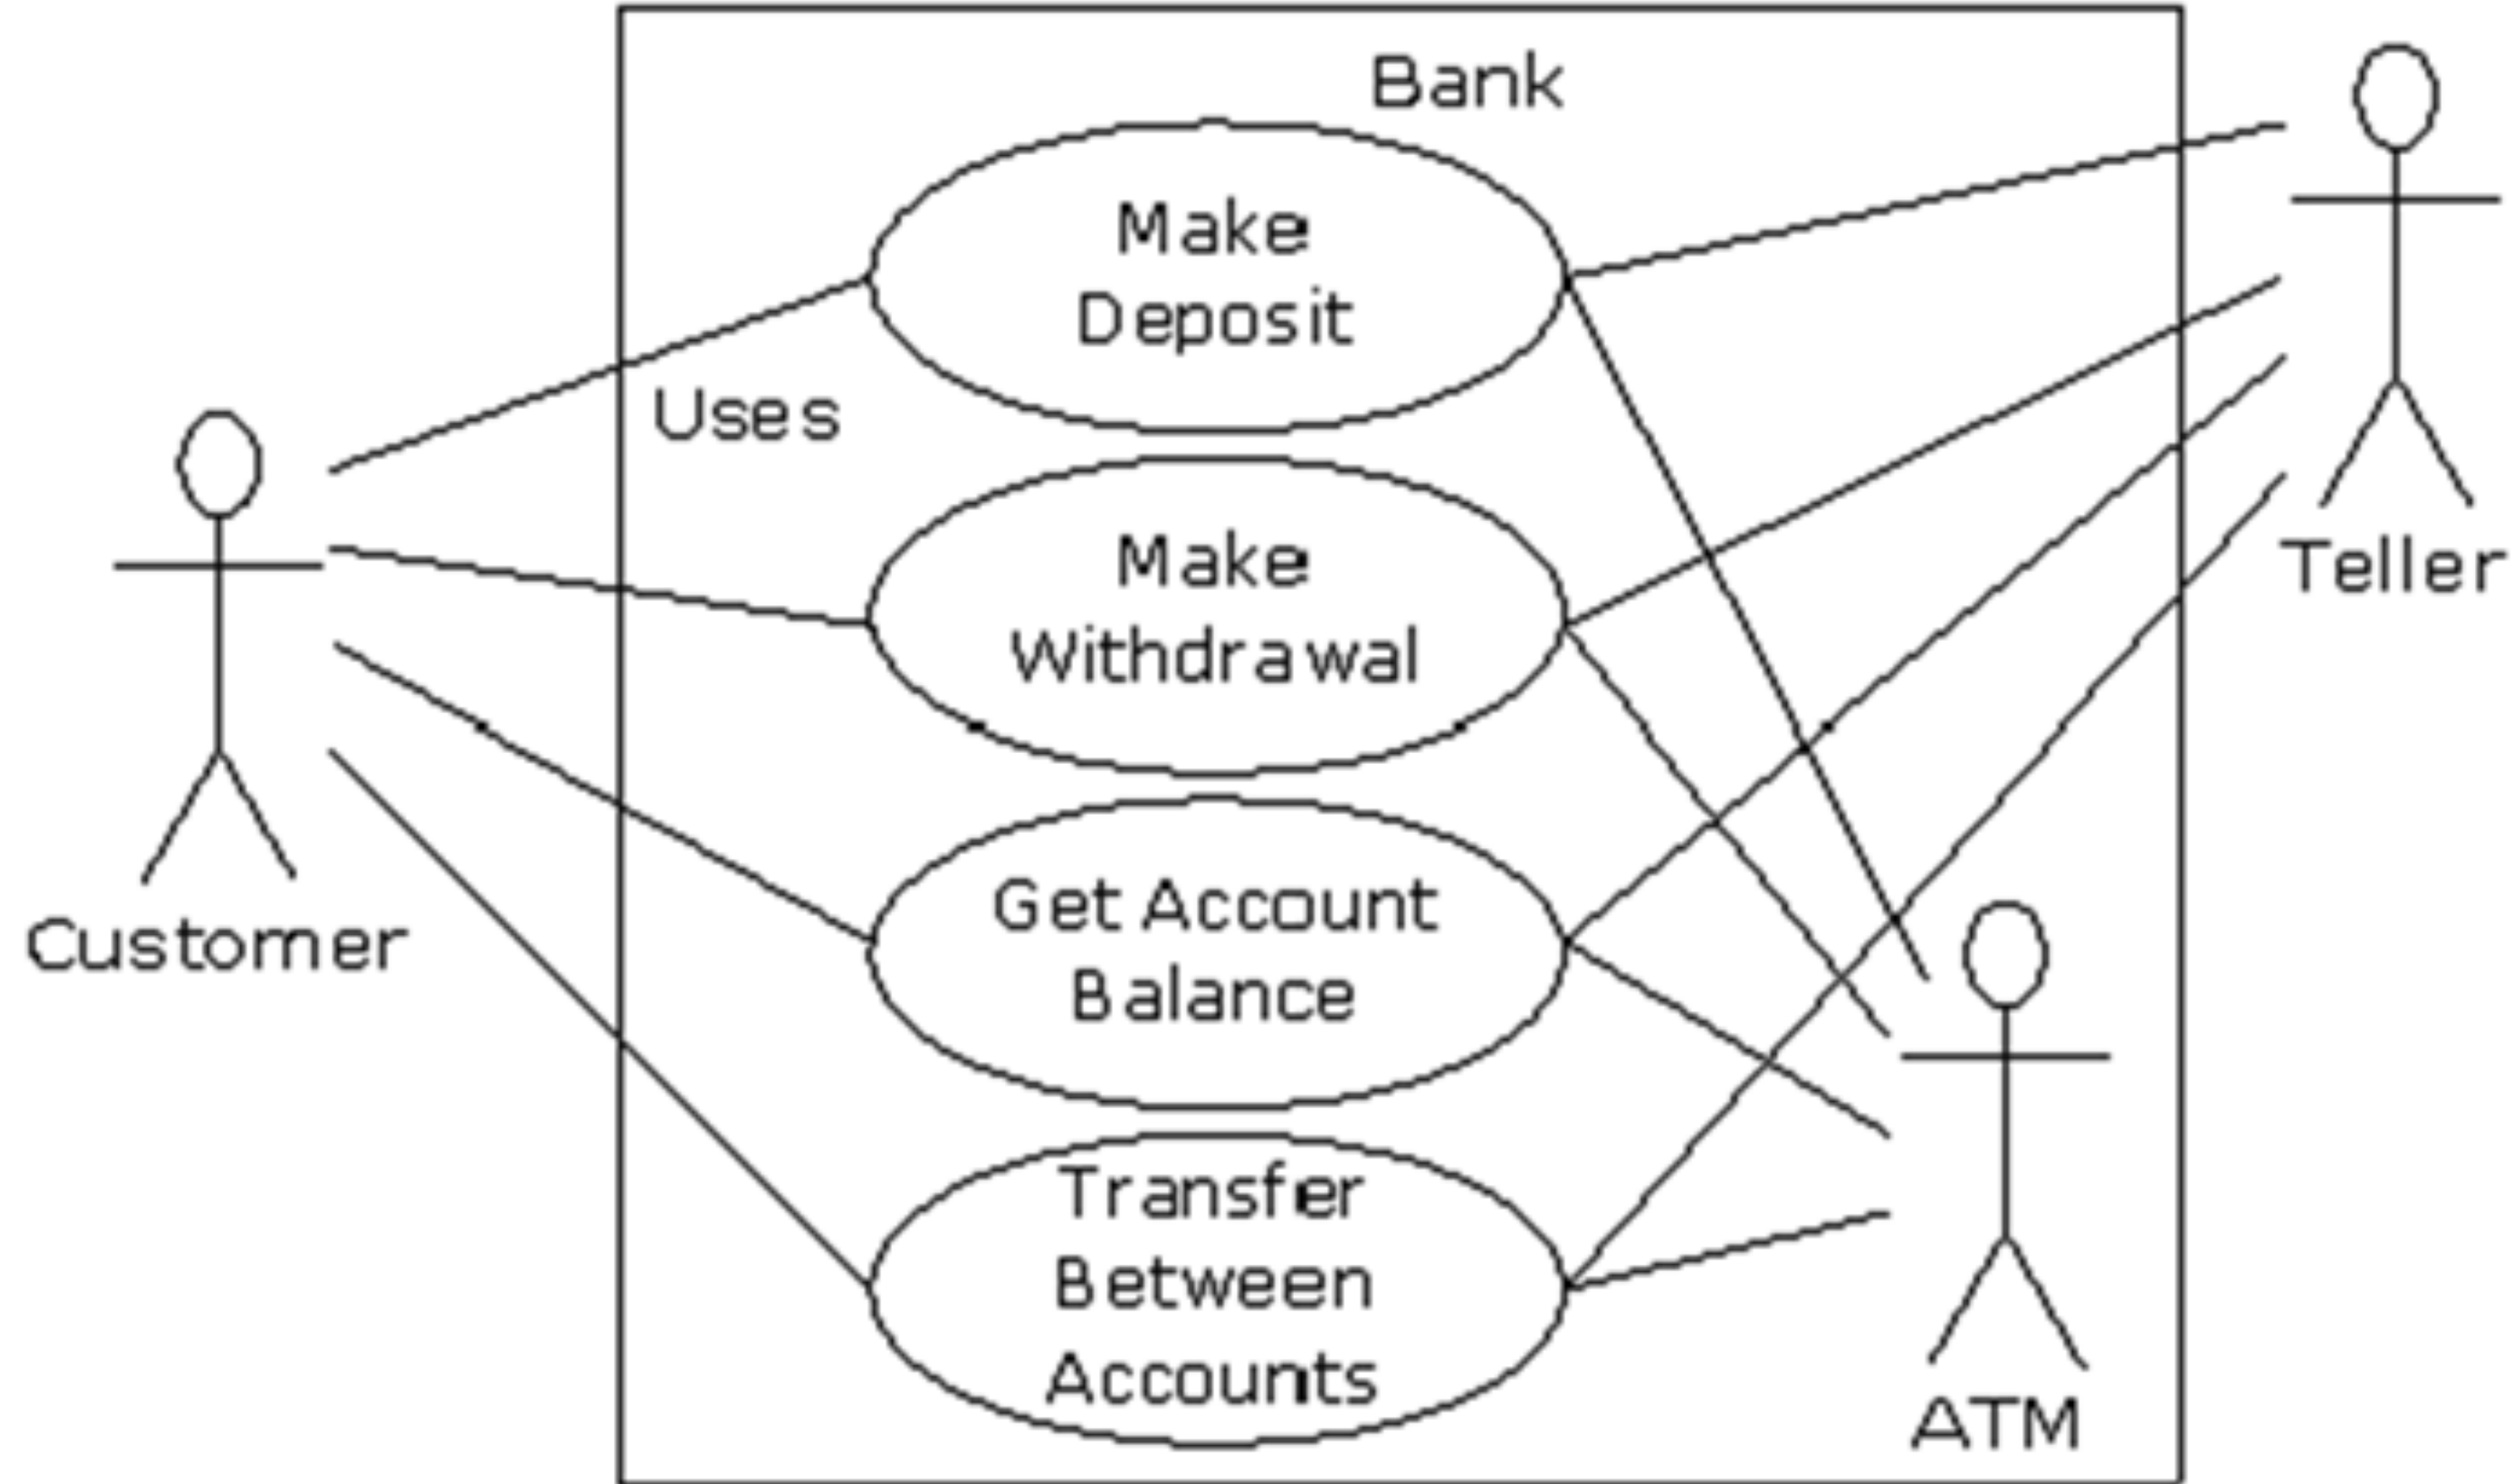 Bank
Make
Deposit
Uses
Make
Withdrawal
Teller
Get Account
Balance
Customer
Transfer
Between
Accounts
ATM